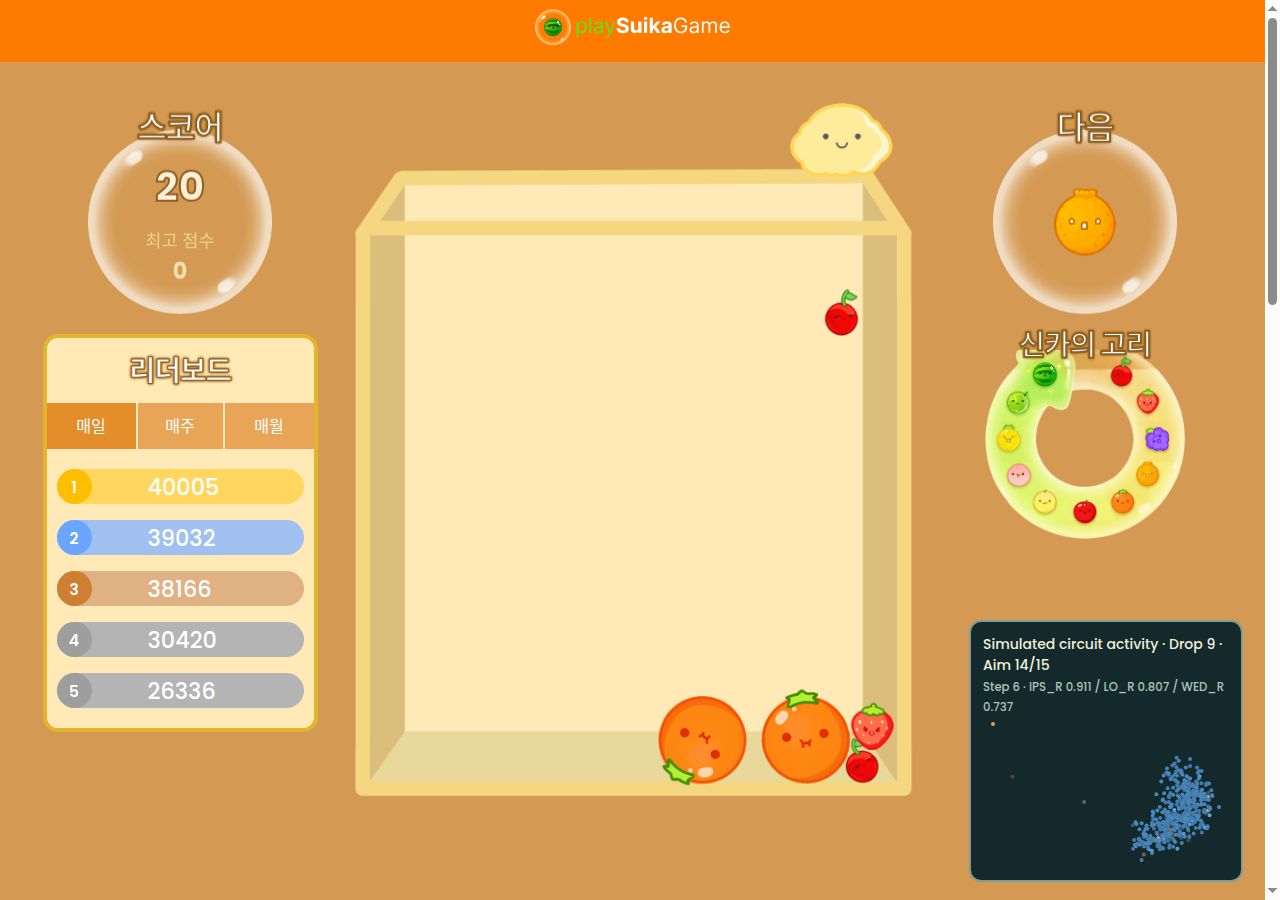 playSuikaGame
스코어
20
최고 점수
0
다음
신카의 고리
리더보드
매일 매주 매월
1 40005
2 39032
3 38166
4 30420
5 26336
Simulated circuit activity · Drop 9 ·
Aim 14/15
Step 6 · IPS_R 0.911 / LO_R 0.807 / WED_R
0.737